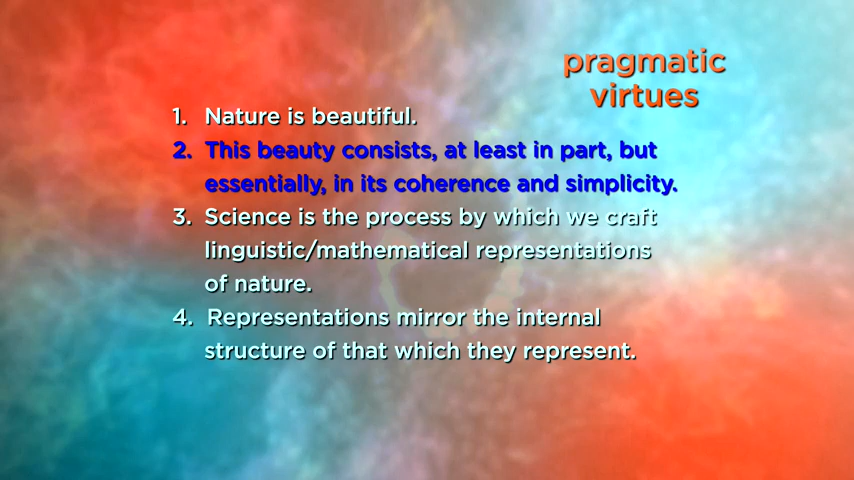 pragmatic
virtues
1. Nature is beautiful.
2. This beauty consists, at least in part, but
essentially, in its coherence and simplicity.
3. Science is the process by which we craft
linguistic/mathematical representations
of nature.
4. Representations mirror the internal
structure of that which they represent.